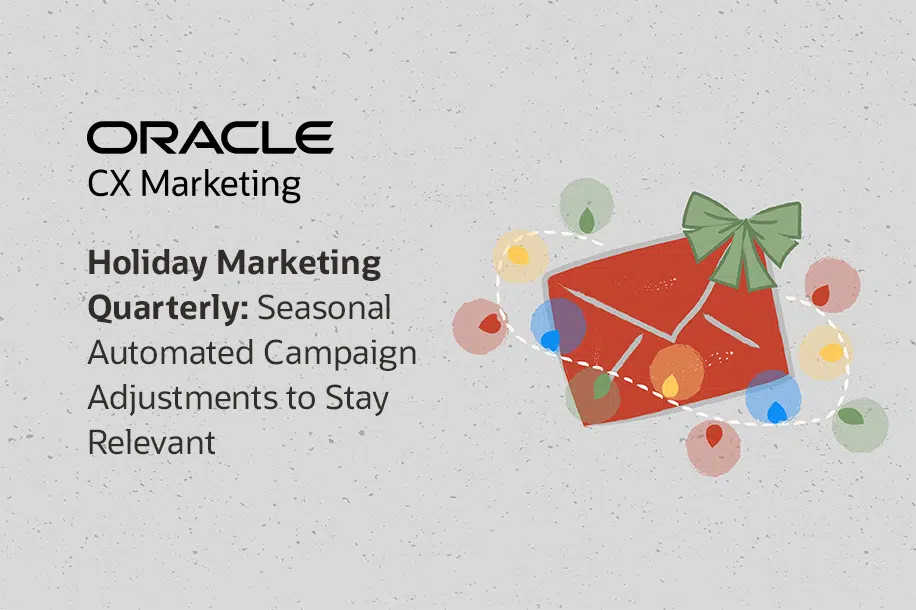 ORACLE
CX Marketing
Holiday Marketing
Quarterly: Seasonal
Automated Campaign
Adjustments to Stay
Relevant